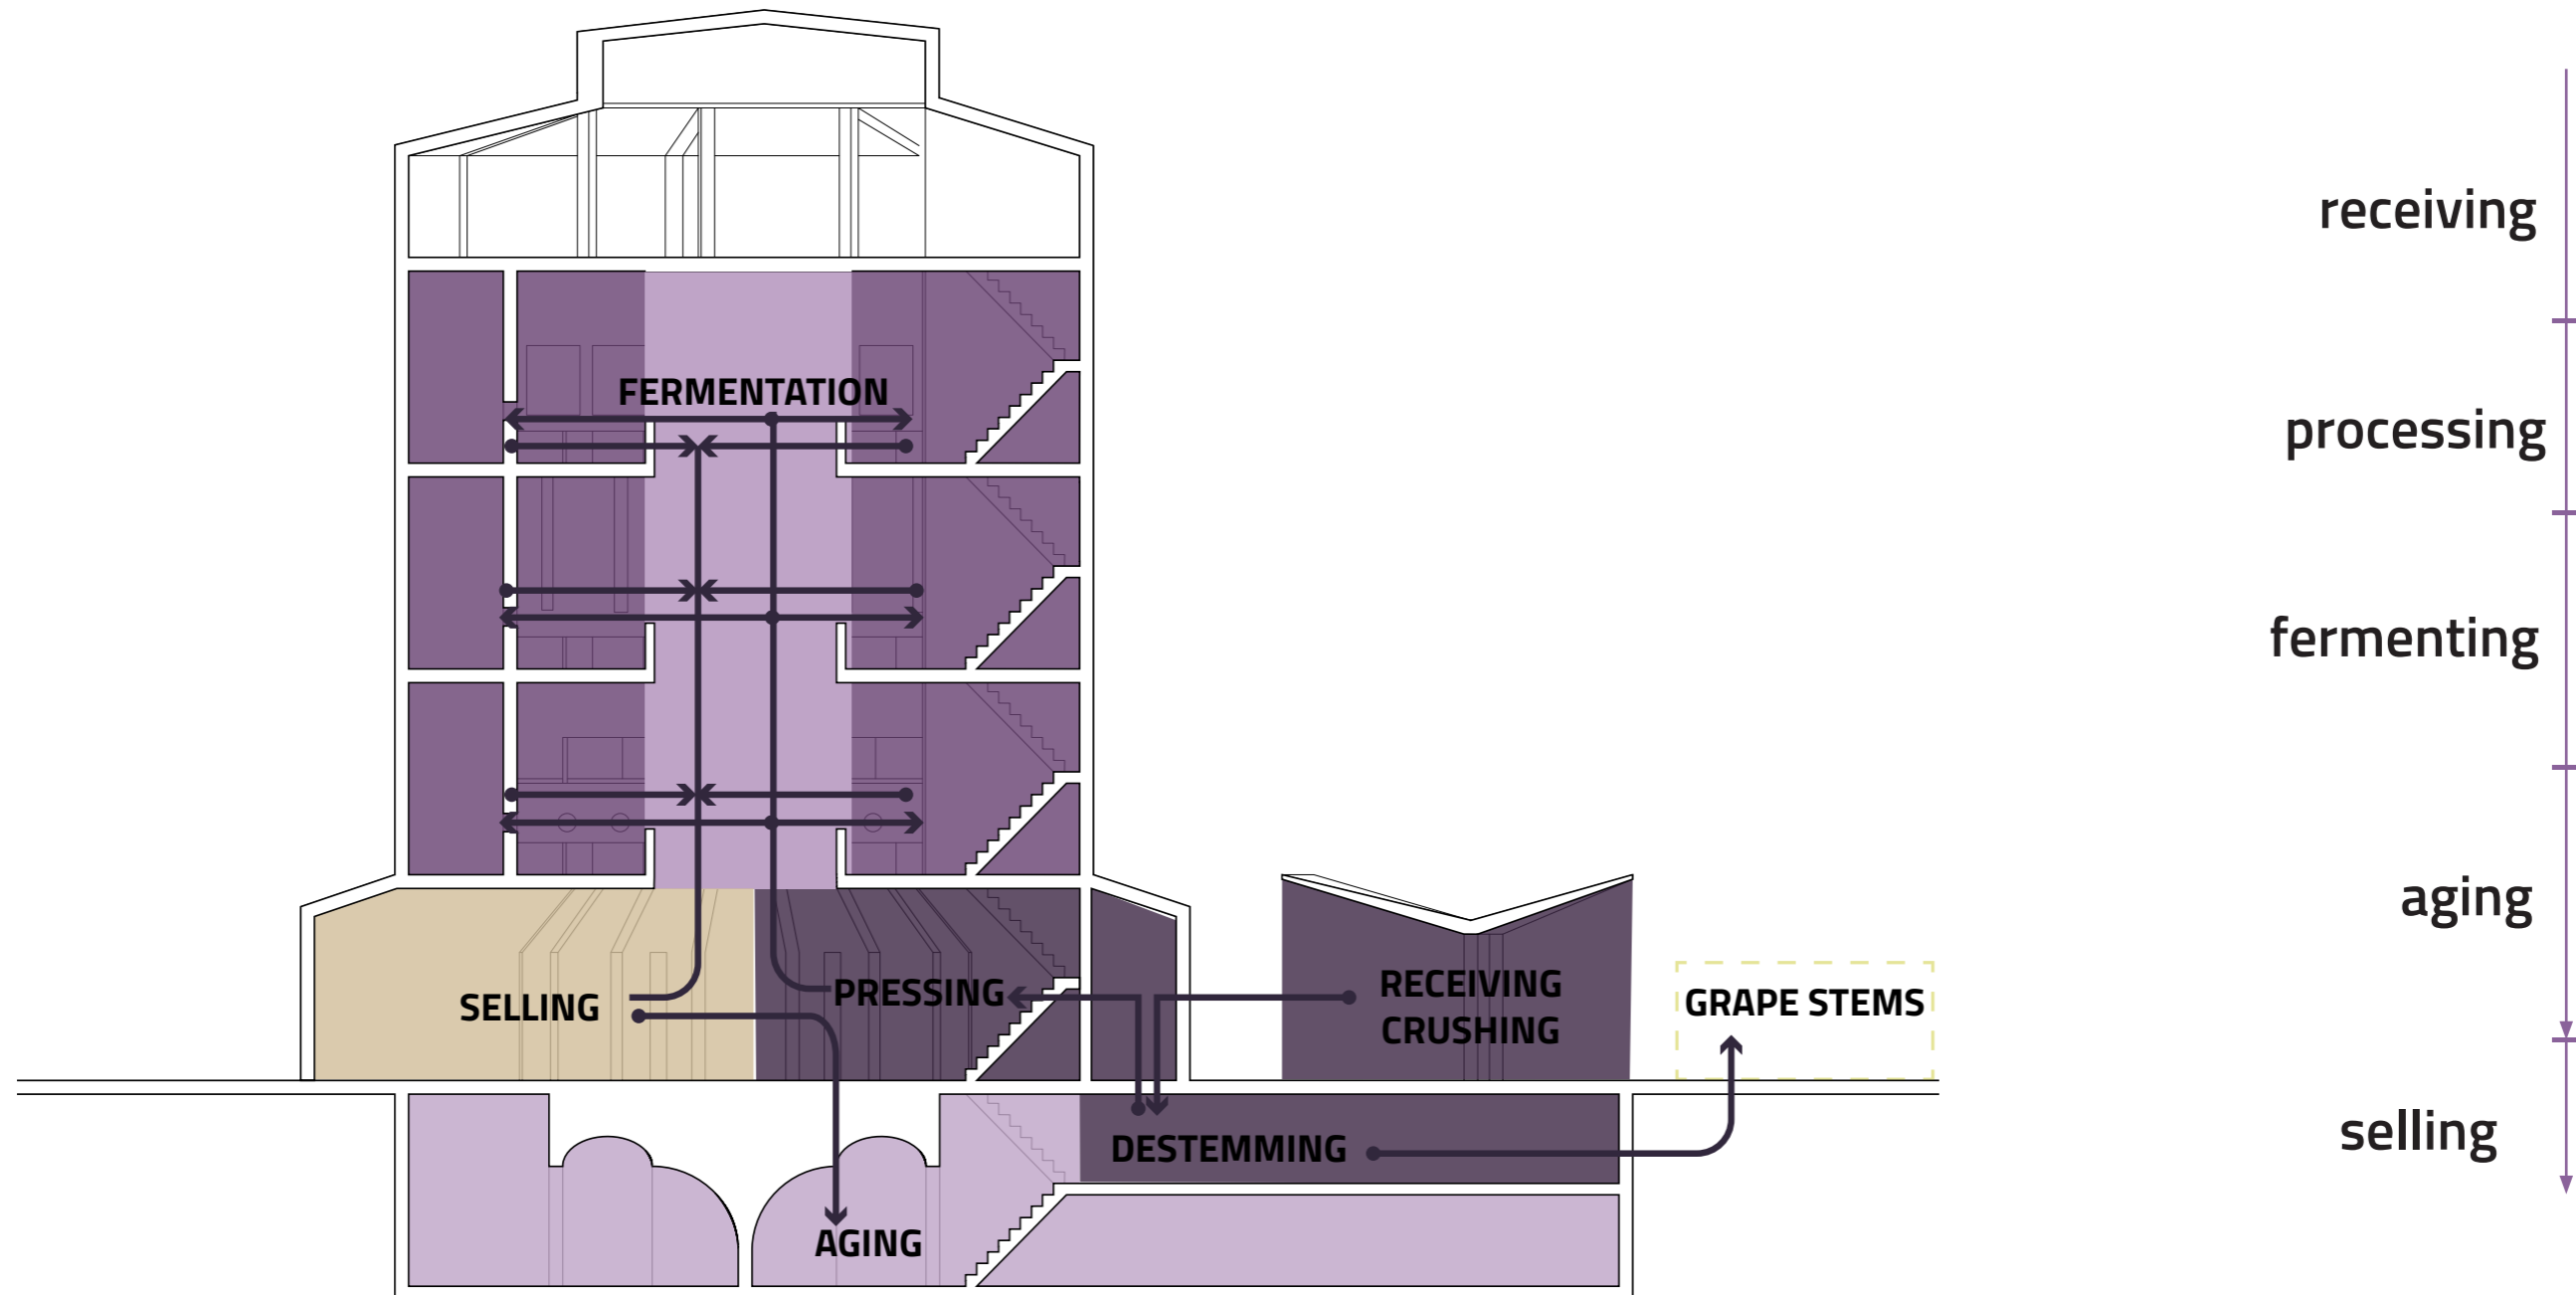 FERMENTATION
SELLING
PRESSING
RECEIVING
CRUSHING
GRAPE STEMS
DESTEMMING
AGING
receiving
processing
fermenting
aging
selling